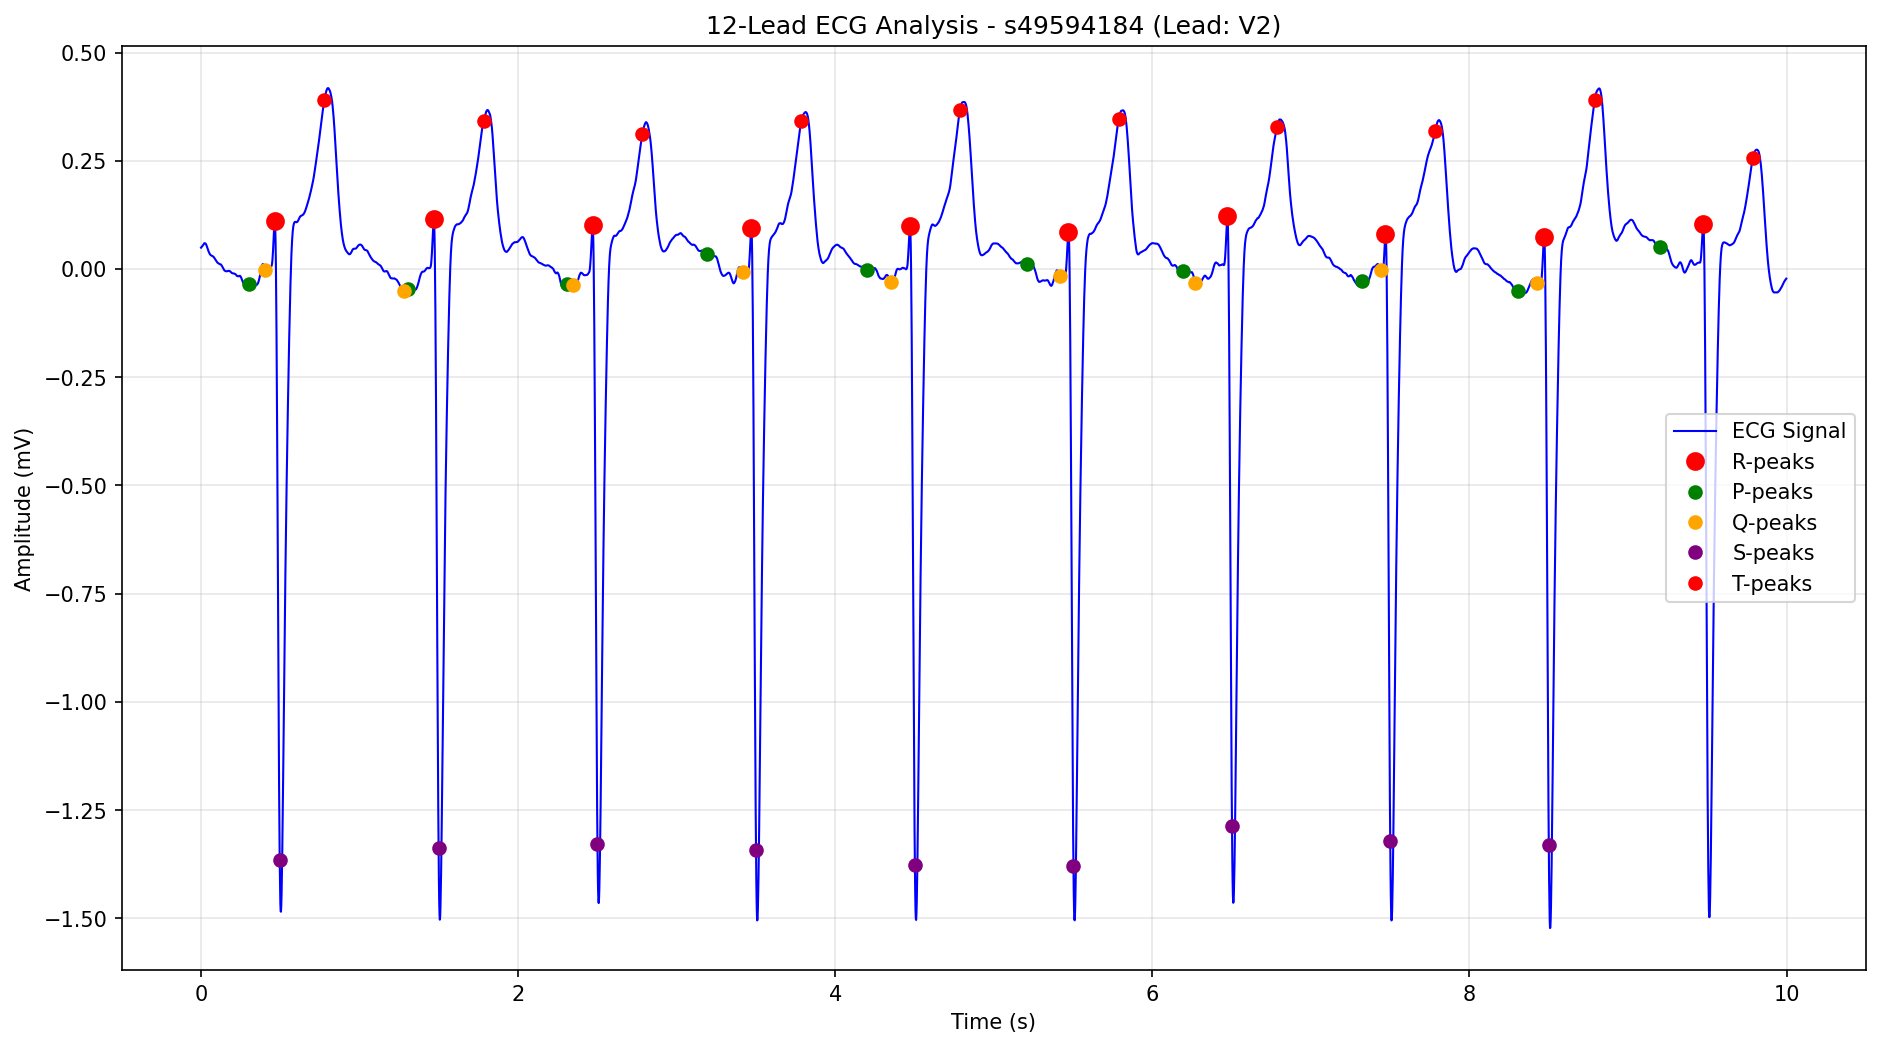 12-Lead ECG Analysis - s49594184 (Lead: V2)
0.50
0.25
0.00
−0.25
−0.50
−0.75
−1.00
−1.25
−1.50
Amplitude (mV)
ECG Signal
R-peaks
P-peaks
Q-peaks
S-peaks
T-peaks
0 2 4 6 8 10
Time (s)